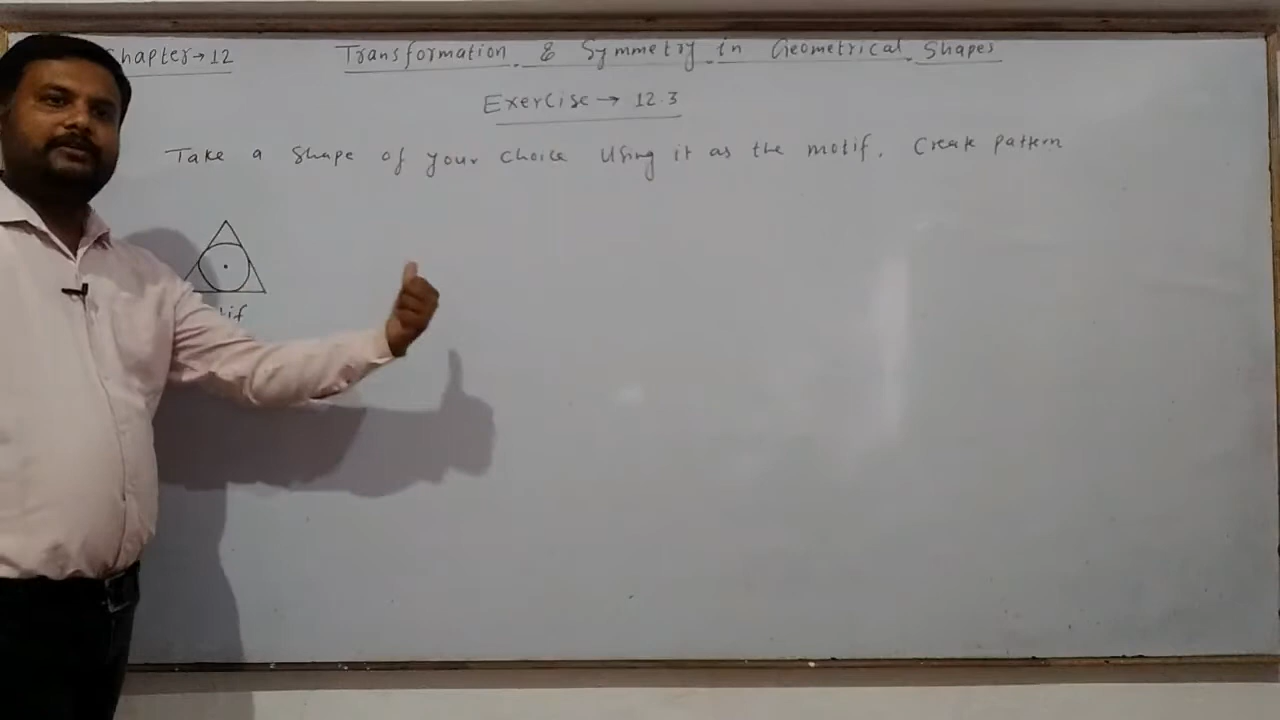 hapter→12
Transformation & Symmetry in Geometrical Shapes
Exercise → 12.3
Take a Shape of your choice Using it as the motif. Create pattern
tif